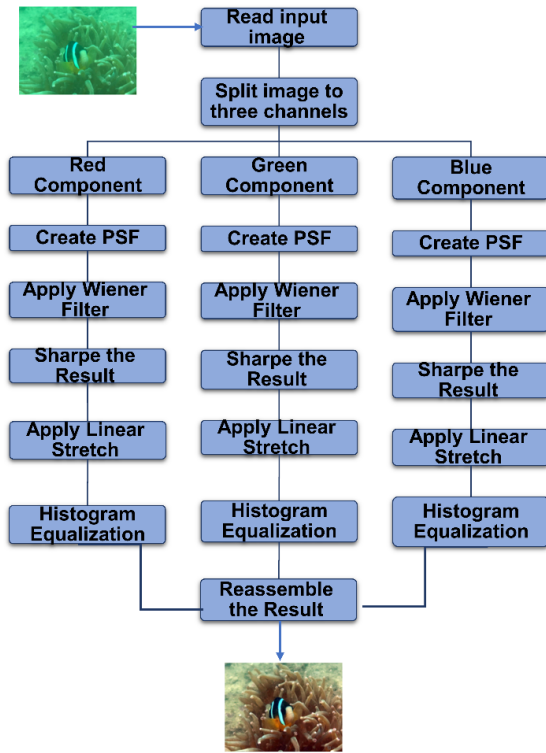 Read input
image
Split image to
three channels
Red
Component
Green
Component
Blue
Component
Create PSF
Create PSF
Create PSF
Apply Wiener
Filter
Apply Wiener
Filter
Apply Wiener
Filter
Sharpe the
Result
Sharpe the
Result
Sharpe the
Result
Apply Linear
Stretch
Apply Linear
Stretch
Apply Linear
Stretch
Histogram
Equalization
Histogram
Equalization
Histogram
Equalization
Reassemble
the Result